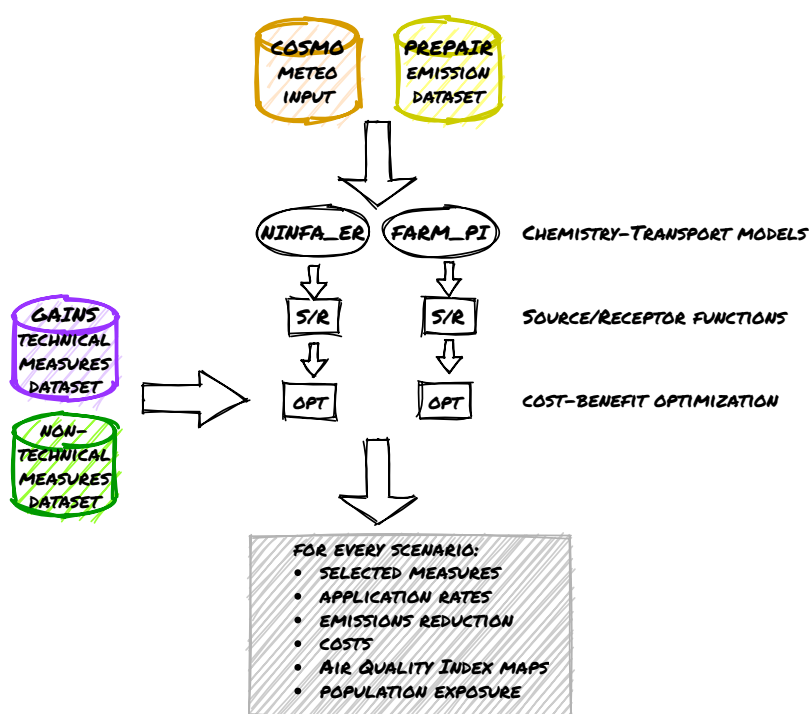 COSMO
METEO
INPUT
PREPAIR
EMISSION
DATASET
NINFA_ER
FARM_PI
CHEMISTRY-TRANSPORT MODELS
S/R
S/R
SOURCE/RECEPTOR FUNCTIONS
GAINS
TECHNICAL
MEASURES
DATASET
OPT
OPT
COST-BENEFIT OPTIMIZATION
NON-
TECHNICAL
MEASURES
DATASET
FOR EVERY SCENARIO:
• SELECTED MEASURES
• APPLICATION RATES
• EMISSIONS REDUCTION
• COSTS
• AIR QUALITY INDEX MAPS
• POPULATION EXPOSURE